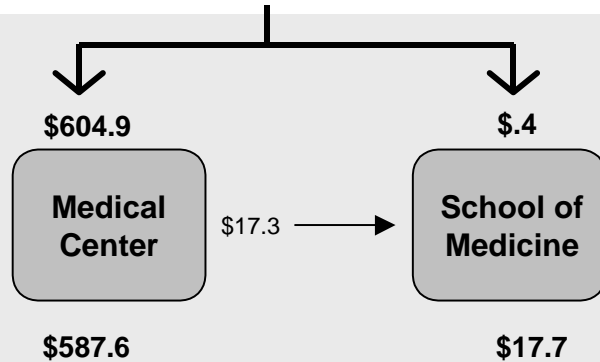 $604.9
$.4
Medical
Center
$17.3
School of
Medicine
$587.6
$17.7